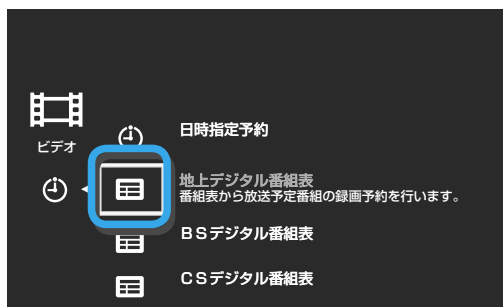 日時指定予約
ビデオ
地上デジタル番組表
番組表から放送予定番組の録画予約を行います。
ＢＳデジタル番組表
ＣＳデジタル番組表